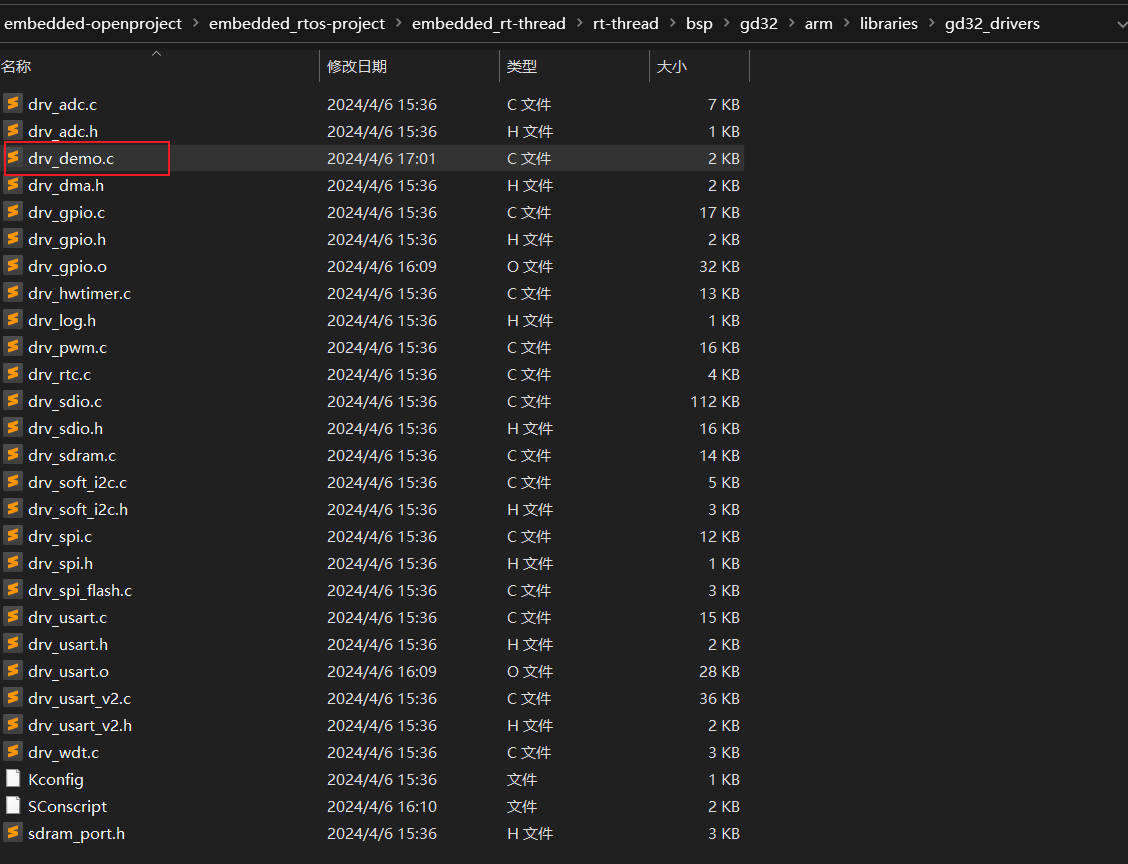 embedded-openproject > embedded_rtos-project > embedded_rt-thread > rt-thread > bsp > gd32 > arm > libraries > gd32_drivers
名称 修改日期 类型 大小
drv_adc.c 2024/4/6 15:36 C 文件 7 KB
drv_adc.h 2024/4/6 15:36 H 文件 1 KB
drv_demo.c 2024/4/6 17:01 C 文件 2 KB
drv_dma.h 2024/4/6 15:36 H 文件 2 KB
drv_gpio.c 2024/4/6 15:36 C 文件 17 KB
drv_gpio.h 2024/4/6 15:36 H 文件 2 KB
drv_gpio.o 2024/4/6 16:09 O 文件 32 KB
drv_hwtimer.c 2024/4/6 15:36 C 文件 13 KB
drv_log.h 2024/4/6 15:36 H 文件 1 KB
drv_pwm.c 2024/4/6 15:36 C 文件 16 KB
drv_rtc.c 2024/4/6 15:36 C 文件 4 KB
drv_sdio.c 2024/4/6 15:36 C 文件 112 KB
drv_sdio.h 2024/4/6 15:36 H 文件 16 KB
drv_sdram.c 2024/4/6 15:36 C 文件 14 KB
drv_soft_i2c.c 2024/4/6 15:36 C 文件 5 KB
drv_soft_i2c.h 2024/4/6 15:36 H 文件 3 KB
drv_spi.c 2024/4/6 15:36 C 文件 12 KB
drv_spi.h 2024/4/6 15:36 H 文件 1 KB
drv_spi_flash.c 2024/4/6 15:36 C 文件 3 KB
drv_usart.c 2024/4/6 15:36 C 文件 15 KB
drv_usart.h 2024/4/6 15:36 H 文件 2 KB
drv_usart.o 2024/4/6 16:09 O 文件 28 KB
drv_usart_v2.c 2024/4/6 15:36 C 文件 36 KB
drv_usart_v2.h 2024/4/6 15:36 H 文件 2 KB
drv_wdt.c 2024/4/6 15:36 C 文件 3 KB
Kconfig 2024/4/6 15:36 文件 1 KB
SConscript 2024/4/6 16:10 文件 2 KB
sdram_port.h 2024/4/6 15:36 H 文件 3 KB